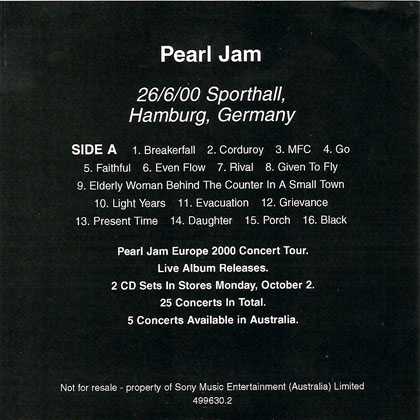 Pearl Jam
26/6/00 Sporthall,
Hamburg, Germany
SIDE A 1. Breakerfall 2. Corduroy 3. MFC 4. Go
5. Faithful 6. Even Flow 7. Rival 8. Given To Fly
9. Elderly Woman Behind The Counter In A Small Town
10. Light Years 11. Evacuation 12. Grievance
13. Present Time 14. Daughter 15. Porch 16. Black
Pearl Jam Europe 2000 Concert Tour.
Live Album Releases.
2 CD Sets In Stores Monday, October 2.
25 Concerts In Total.
5 Concerts Available in Australia.
Not for resale - property of Sony Music Entertainment (Australia) Limited
499630.2